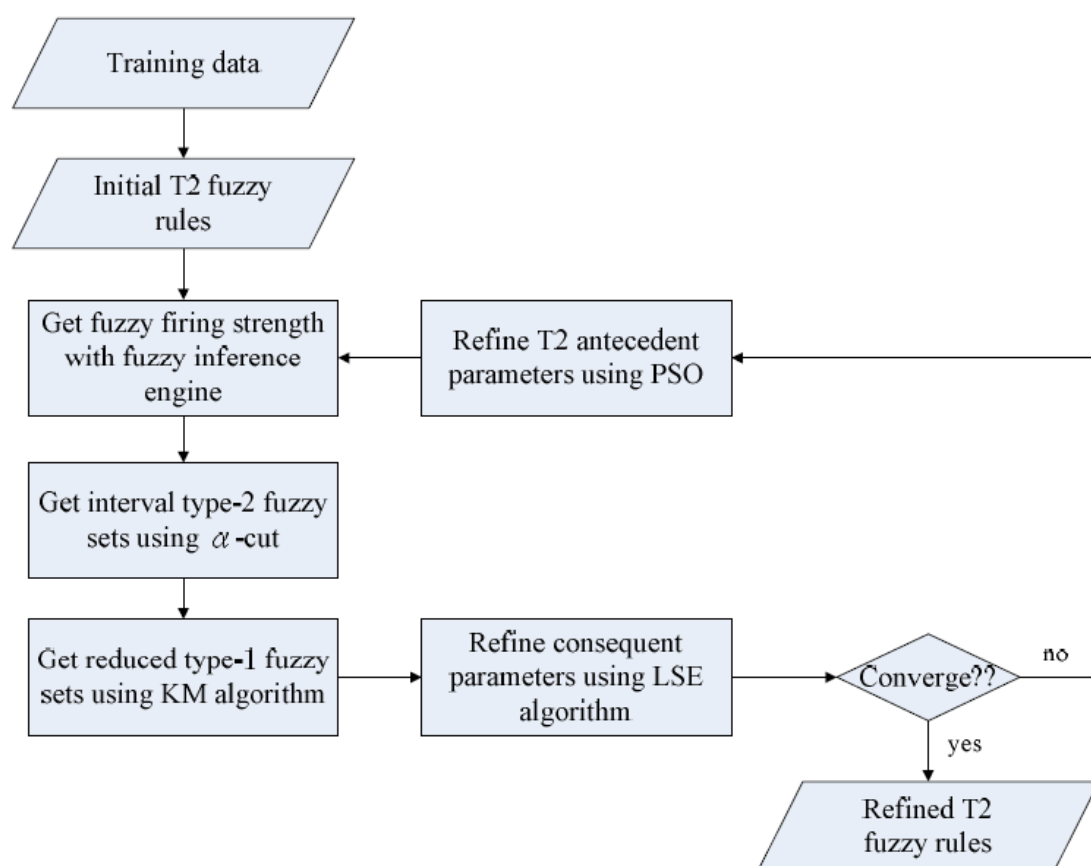 Training data
Initial T2 fuzzy
rules
Get fuzzy firing strength
with fuzzy inference
engine
Refine T2 antecedent
parameters using PSO
Get interval type-2 fuzzy
sets using α-cut
Get reduced type-1 fuzzy
sets using KM algorithm
Refine consequent
parameters using LSE
algorithm
Converge??
no
yes
Refined T2
fuzzy rules